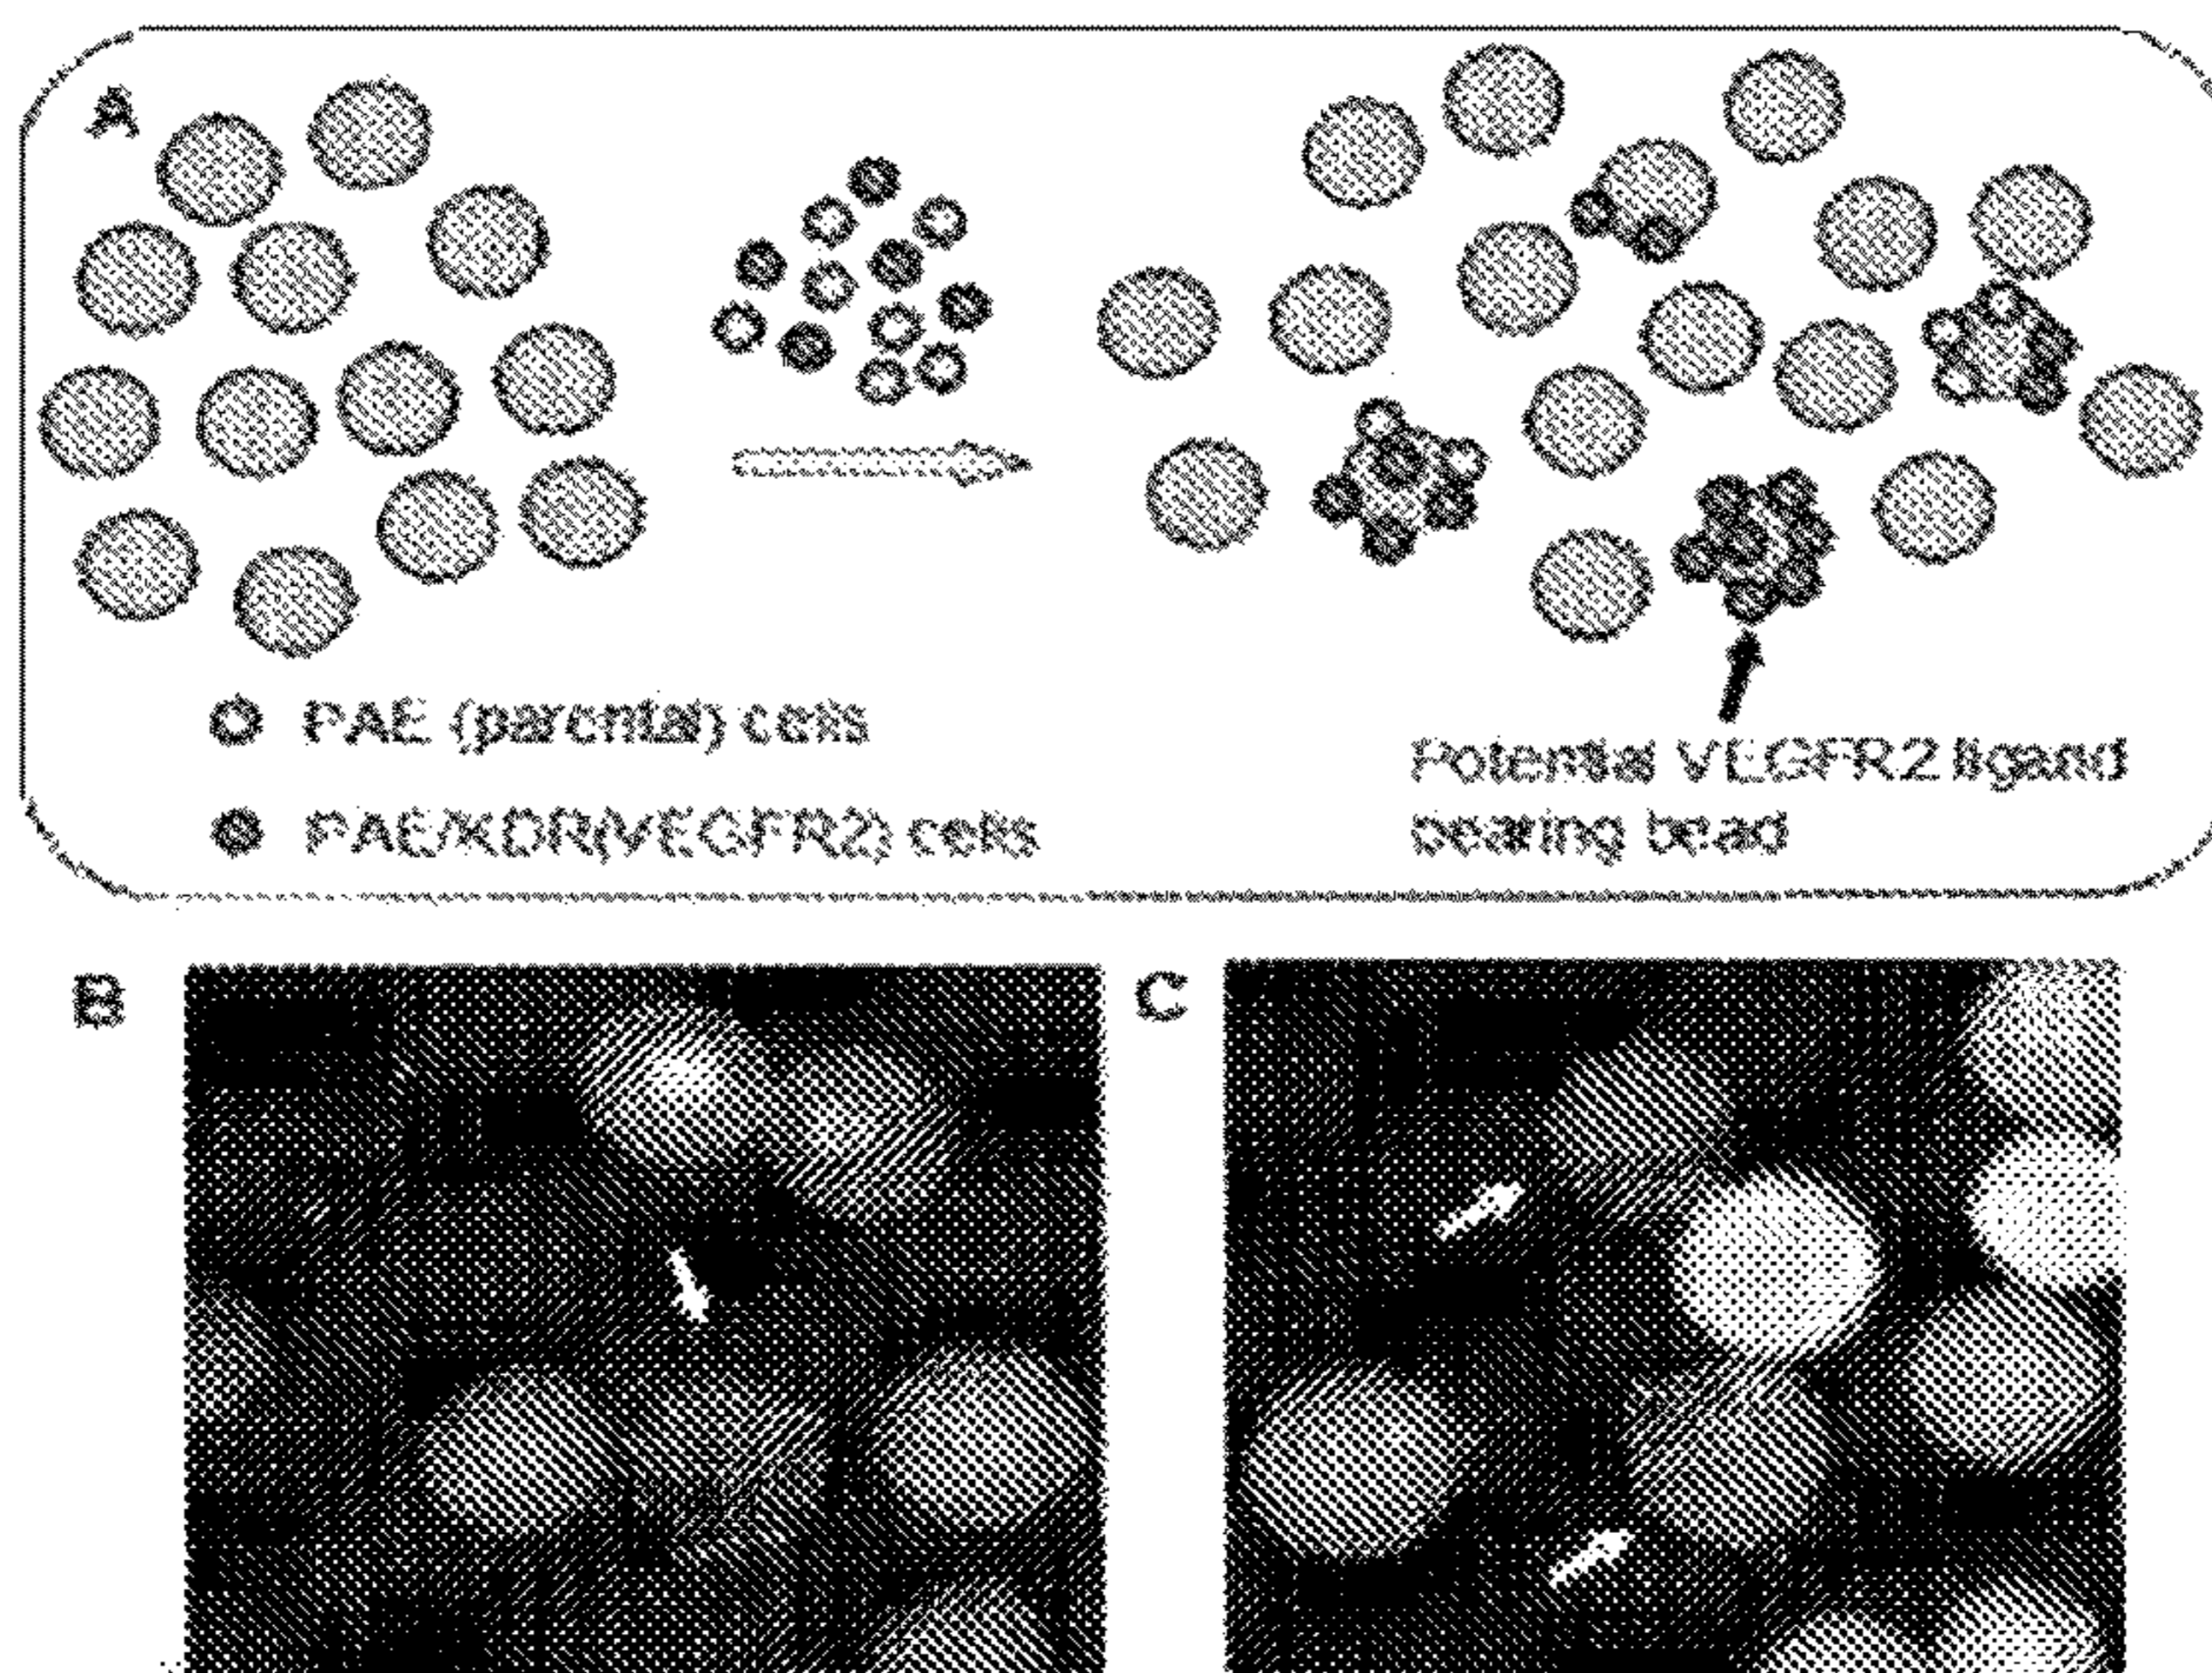 A
PAE (parental) cells
PAE/KDR(VEGFR2) cells
Potential VEGFR2 ligand
bearing bead
B
C